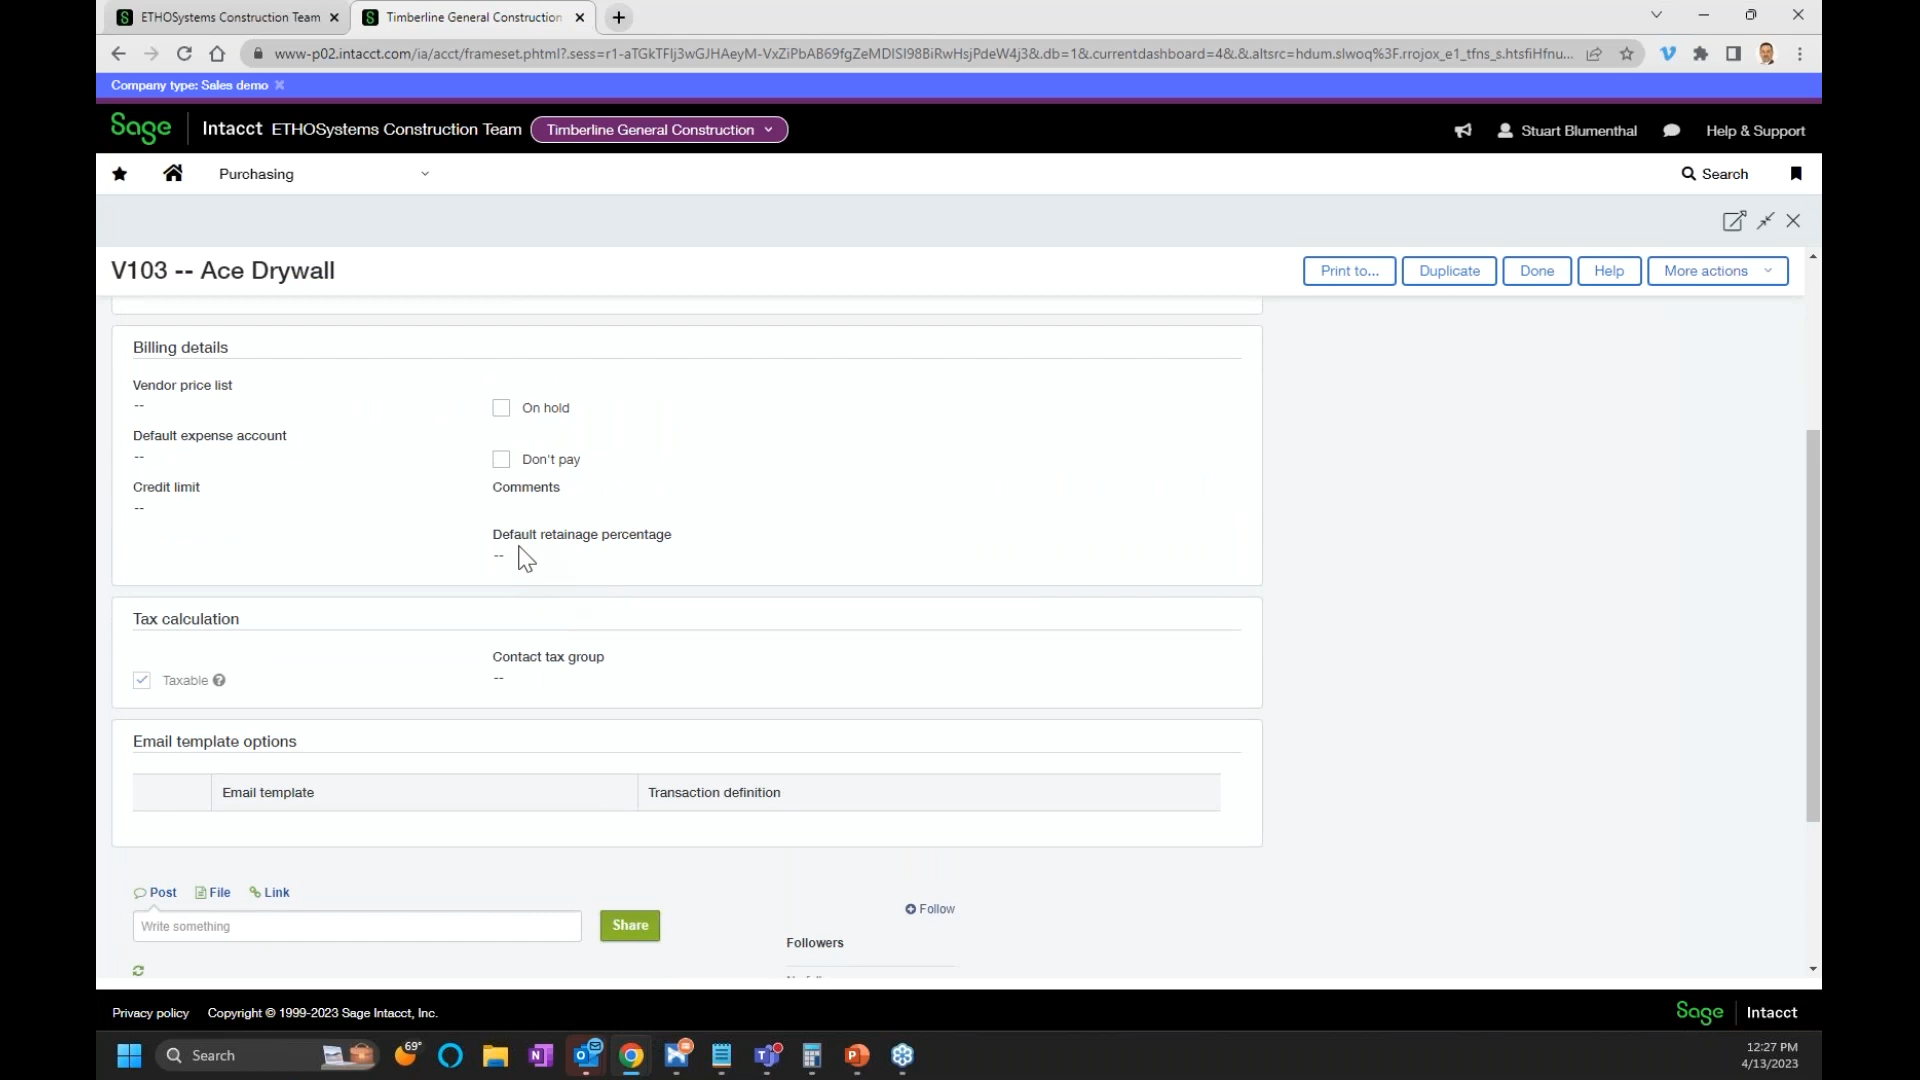 ETHOSystems Construction Team
Timberline General Construction
www-p02.intacct.com/ia/acct/frameset.phtml?.sess=r1-aTGkTFIj3wGJHAeyM-VxZiPbAB69fgZeMDISI98BiRwHsjPdeW4j3&.db=1&.currentdashboard=4&.&.altsrc=hdum.slwoq%3F.rrojox_e1_tfns_s.htsfiHfnu...
Company type: Sales demo
Sage Intacct ETHOSystems Construction Team Timberline General Construction Stuart Blumenthal Help & Support
Purchasing Search
V103 -- Ace Drywall Print to... Duplicate Done Help More actions
Billing details
Vendor price list
--
On hold
Default expense account
--
Don't pay
Credit limit
--
Comments
Default retainage percentage
--
Tax calculation
Taxable
Contact tax group
--
Email template options
Email template Transaction definition
Post File Link
Write something Share
Follow
Followers
Privacy policy Copyright © 1999-2023 Sage Intacct, Inc. Sage Intacct
Search 69° 12:27 PM
4/13/2023